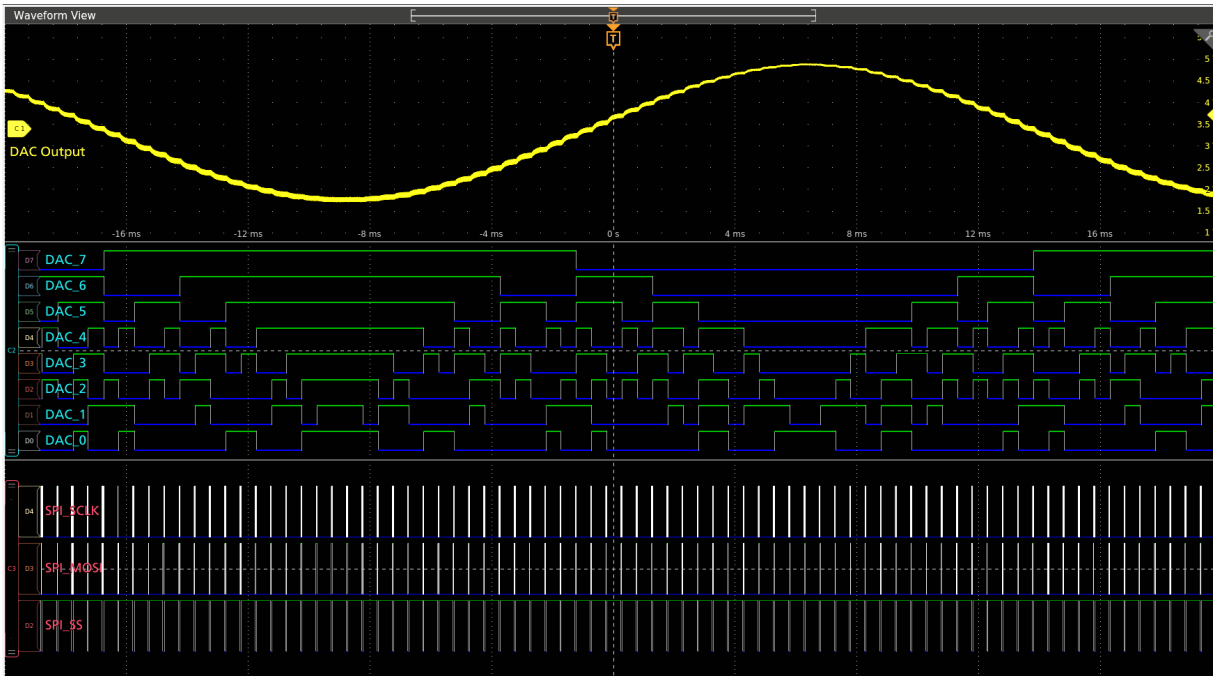 Waveform View
T
T
5
4.5
4
C 1
3.5
DAC Output
3
2.5
2
1.5
-16 ms -12 ms -8 ms -4 ms 0 s 4 ms 8 ms 12 ms 16 ms 1
D7 DAC_7
D6 DAC_6
D5 DAC_5
D4 DAC_4
C2
D3 DAC_3
D2 DAC_2
D1 DAC_1
D0 DAC_0
D4 SPI_SCLK
C3 D3 SPI_MOSI
D2 SPI_SS